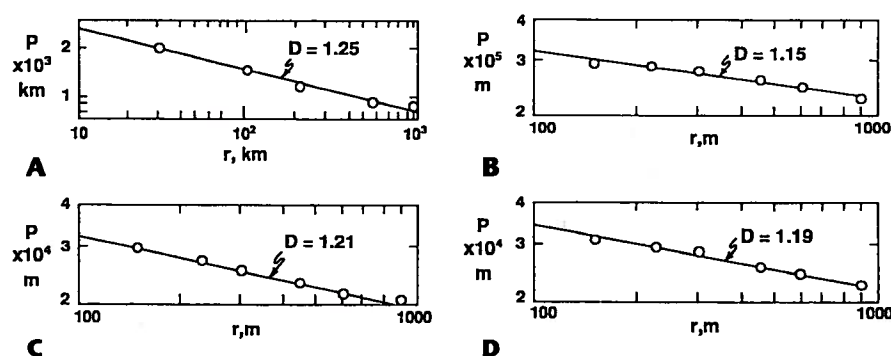 P
x10³
km
2
1
D = 1.25
10 10² 10³
r, km
A
P
x10⁵
m
4
3
2
D = 1.15
100 1000
r,m
B
P
x10⁴
m
4
3
2
D = 1.21
100 1000
r,m
C
P
x10⁴
m
4
3
2
D = 1.19
100 1000
r,m
D